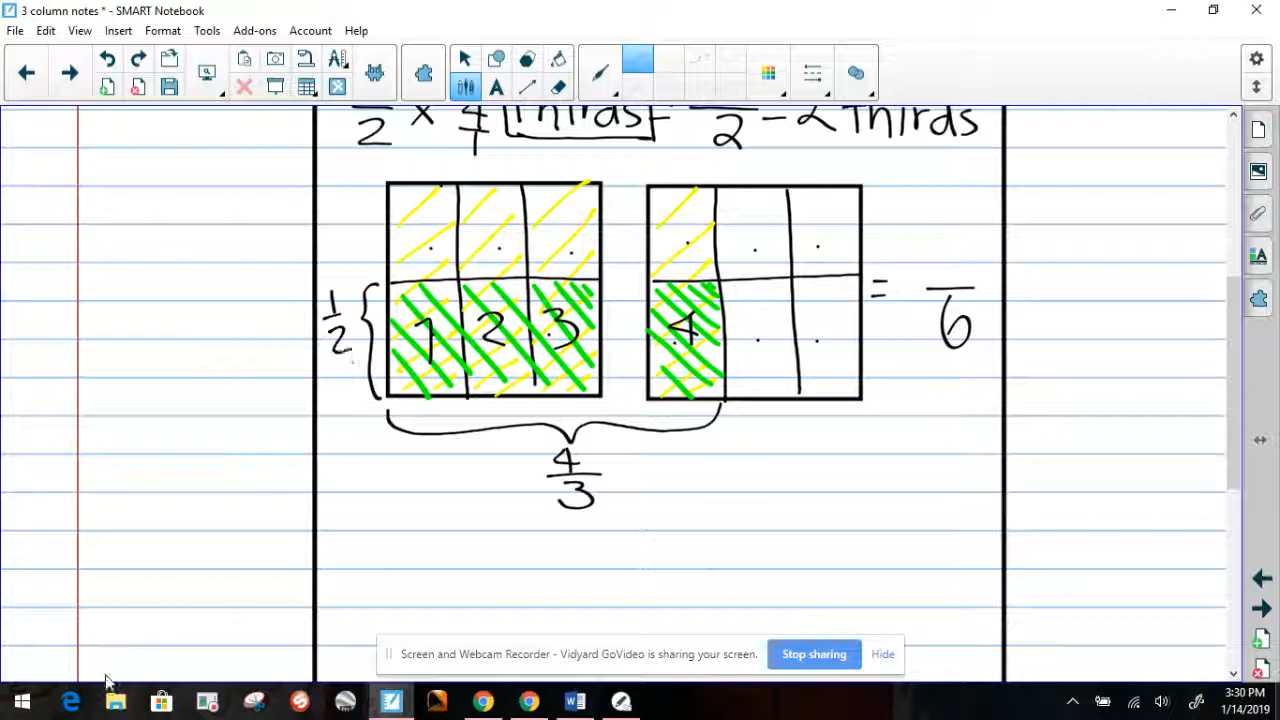 3 column notes * - SMART Notebook
File Edit View Insert Format Tools Add-ons Account Help
2 × 4 Thirds 2 - 2 Thirds
1
1 2 3 4
1
2
=
6
4
3
Screen and Webcam Recorder - Vidyard GoVideo is sharing your screen. Stop sharing Hide
3:30 PM
1/14/2019